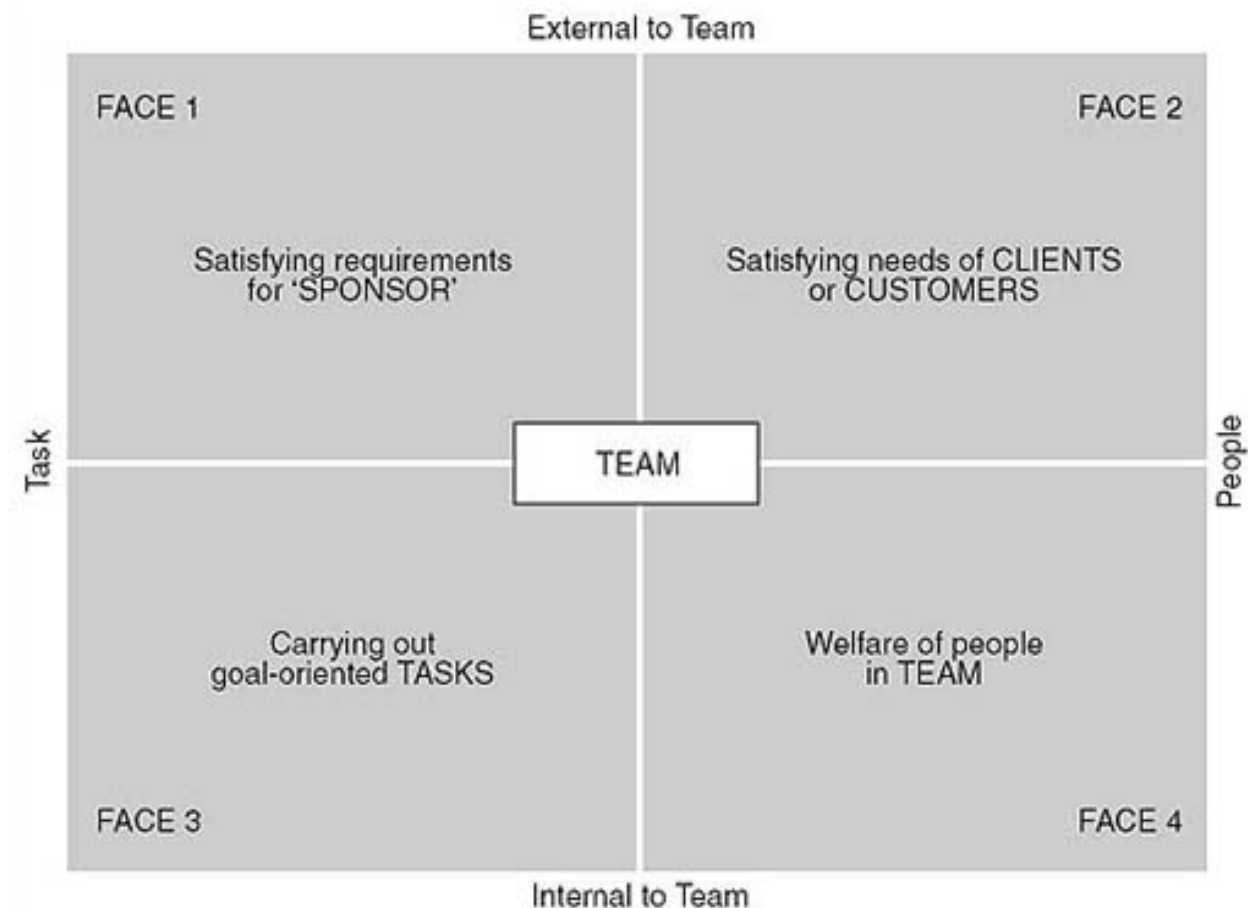 External to Team
FACE 1
FACE 2
Satisfying requirements
for ‘SPONSOR’
Satisfying needs of CLIENTS
or CUSTOMERS
Task
TEAM
People
Carrying out
goal-oriented TASKS
Welfare of people
in TEAM
FACE 3
FACE 4
Internal to Team